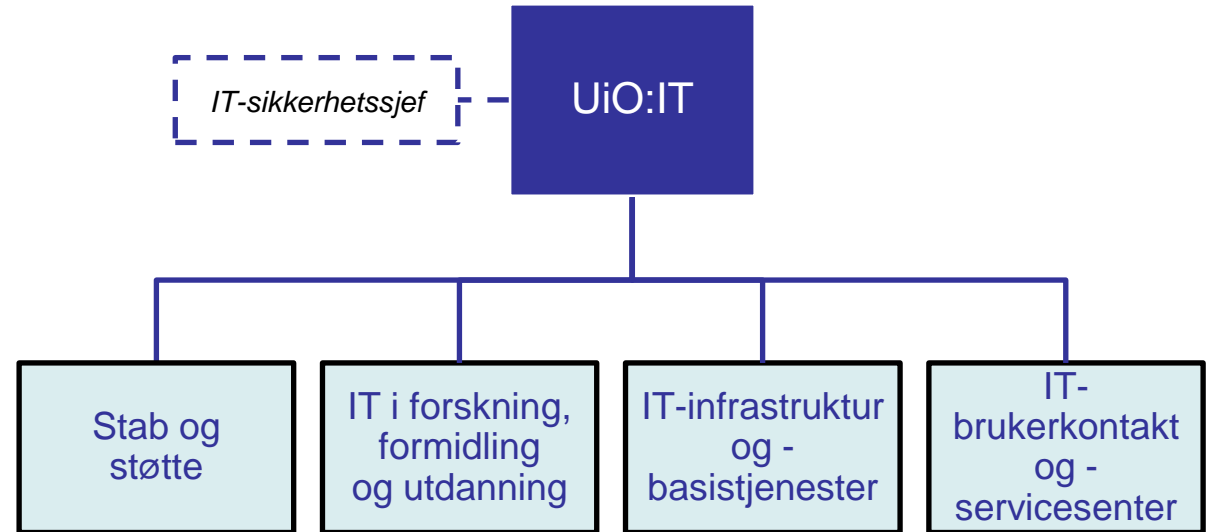 IT-sikkerhetssjef
UiO:IT
Stab og
støtte
IT i forskning,
formidling
og utdanning
IT-infrastruktur
og -
basistjenester
IT-
brukerkontakt
og -
servicesenter